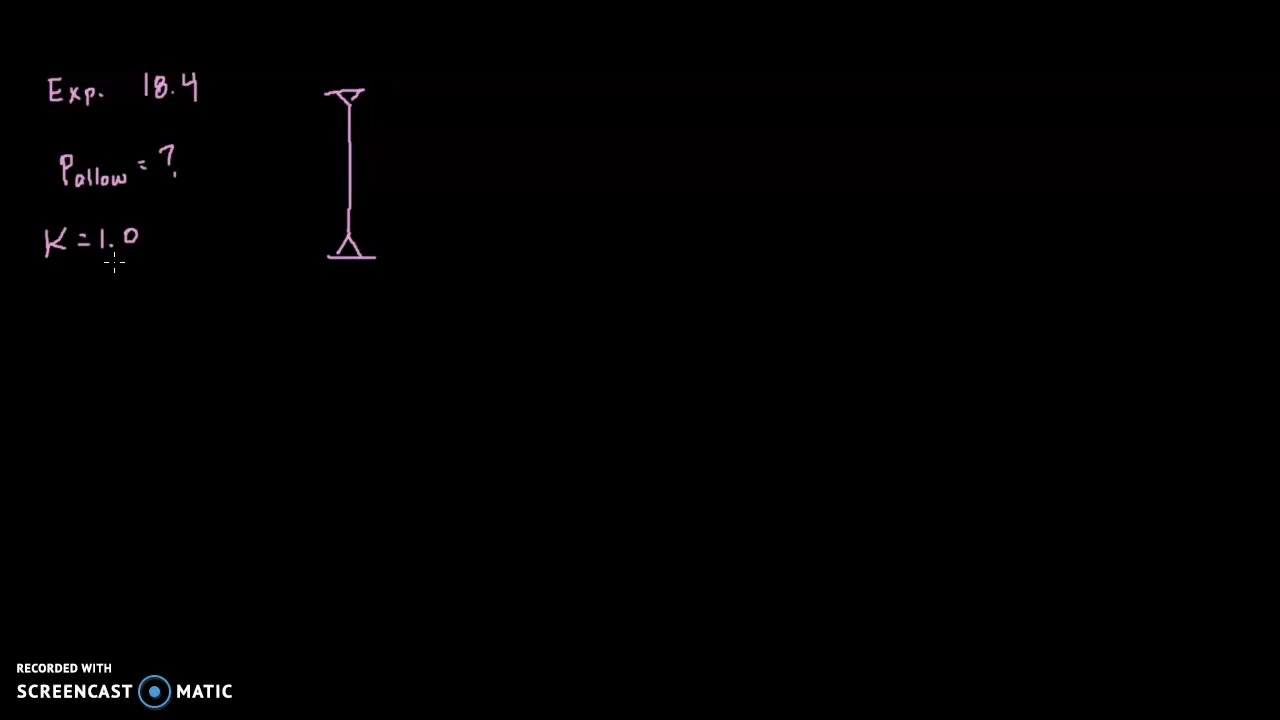 Exp. 18.4
Pallow = ?
K = 1.0
RECORDED WITH
SCREENCAST MATIC